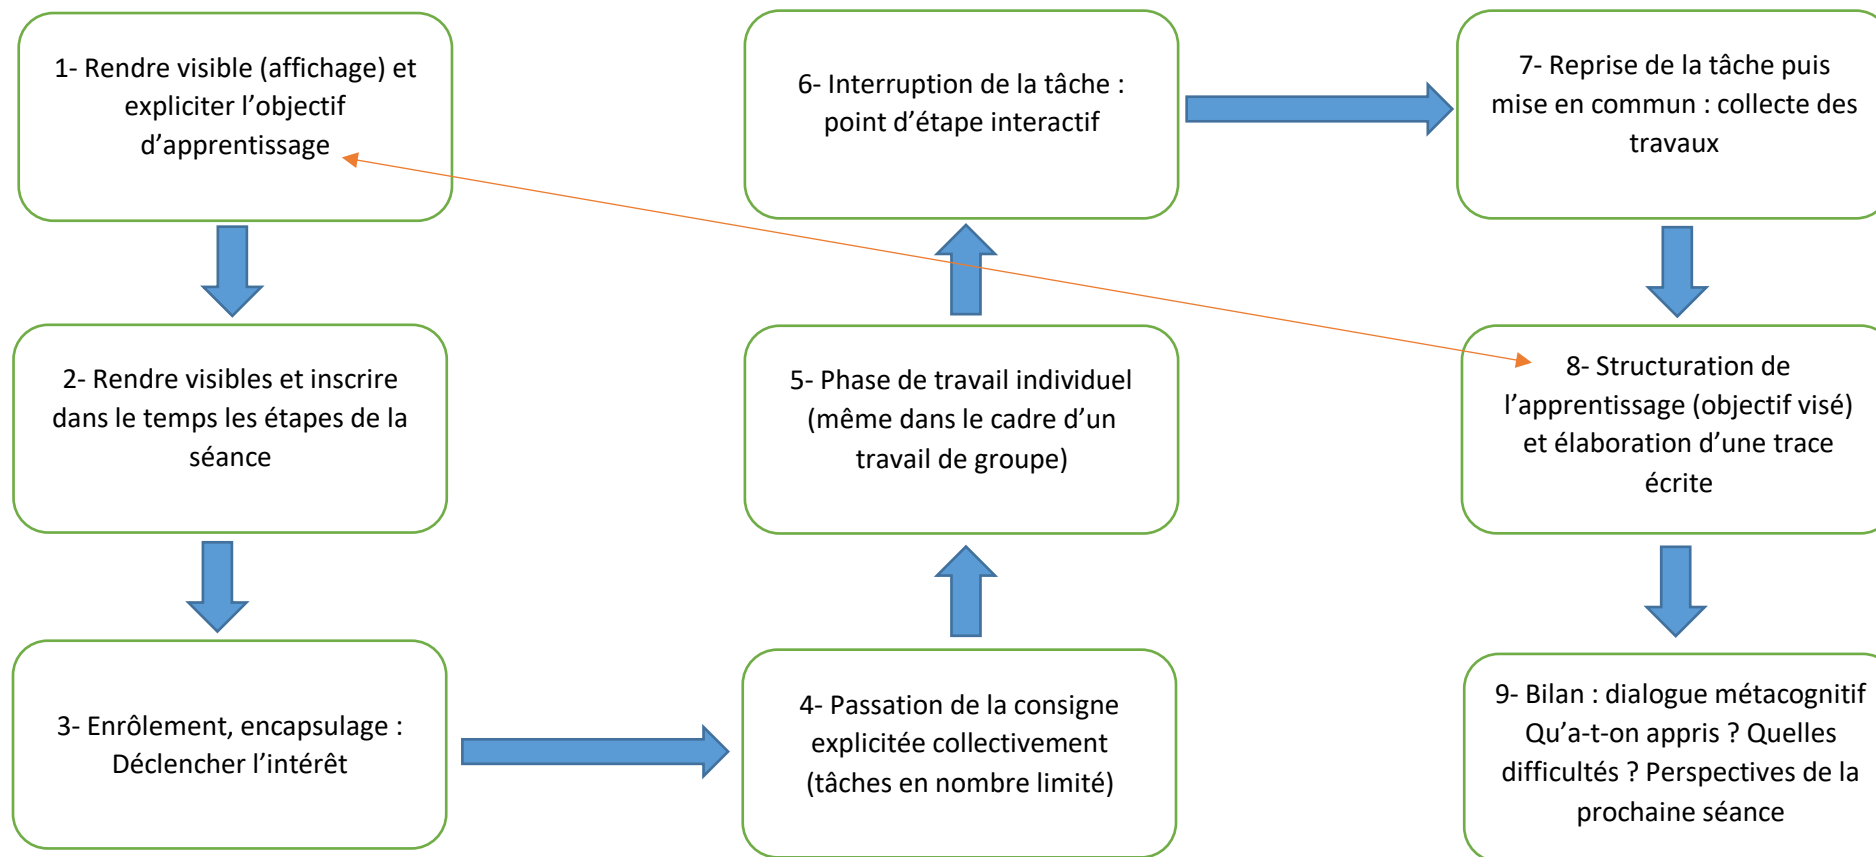 1- Rendre visible (affichage) et
expliciter l’objectif
d’apprentissage
2- Rendre visibles et inscrire
dans le temps les étapes de la
séance
3- Enrôlement, encapsulage :
Déclencher l’intérêt
4- Passation de la consigne
explicitée collectivement
(tâches en nombre limité)
5- Phase de travail individuel
(même dans le cadre d’un
travail de groupe)
6- Interruption de la tâche :
point d’étape interactif
7- Reprise de la tâche puis
mise en commun : collecte des
travaux
8- Structuration de
l’apprentissage (objectif visé)
et élaboration d’une trace
écrite
9- Bilan : dialogue métacognitif
Qu’a-t-on appris ? Quelles
difficultés ? Perspectives de la
prochaine séance